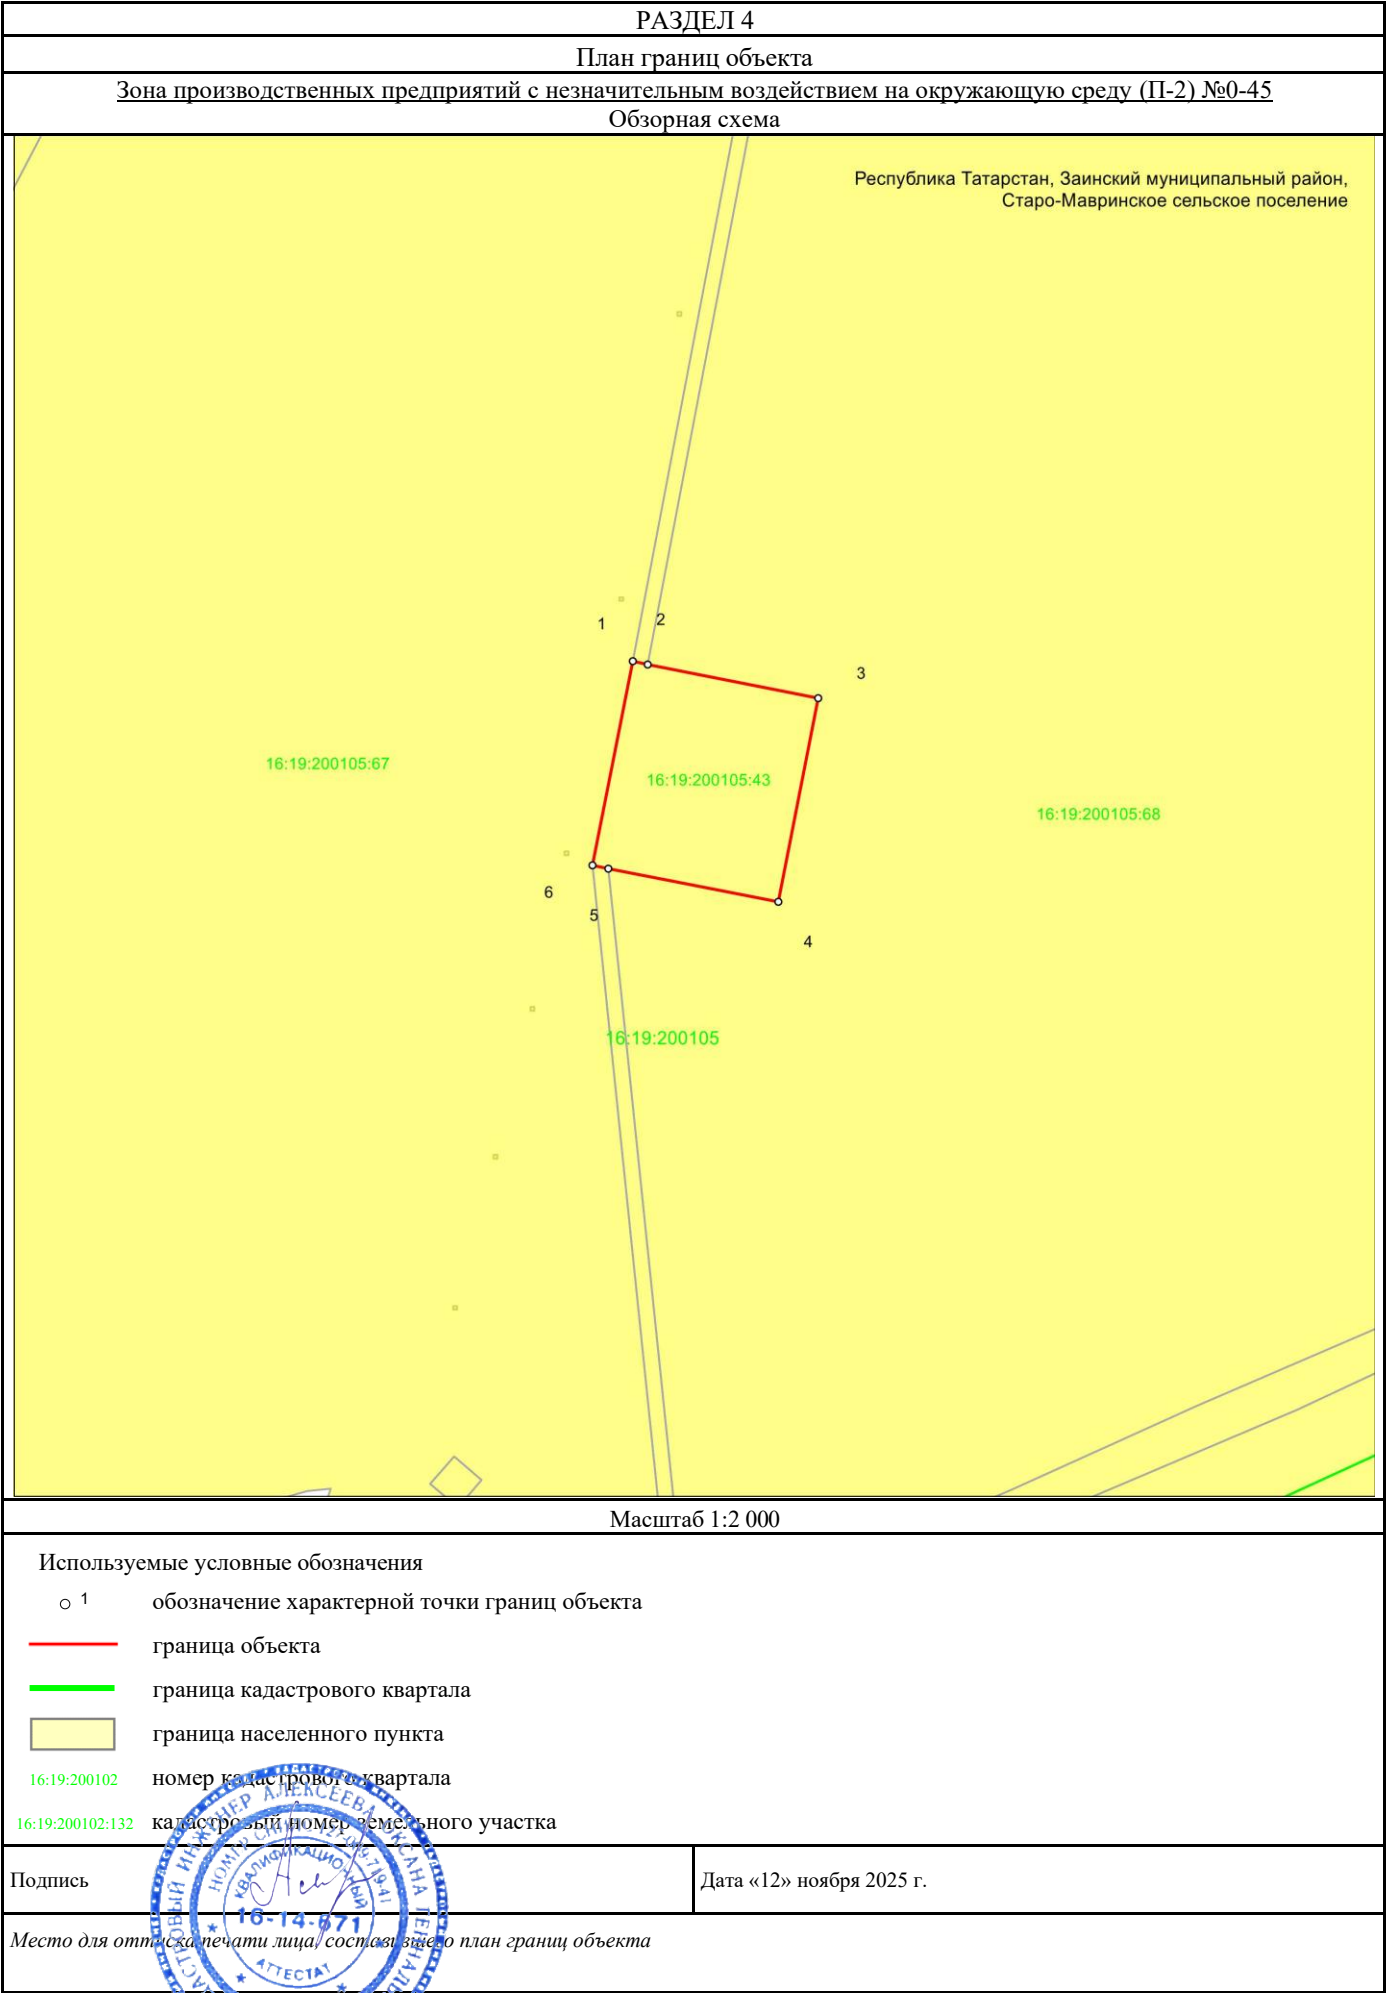 РАЗДЕЛ 4
План границ объекта
Зона производственных предприятий с незначительным воздействием на окружающую среду (П-2) №0-45
Обзорная схема
Республика Татарстан, Заинский муниципальный район,
Старо-Мавринское сельское поселение
1
2
3
16:19:200105:67
16:19:200105:43
16:19:200105:68
6
5
4
16:19:200105
Масштаб 1:2 000
Используемые условные обозначения
1 обозначение характерной точки границ объекта
граница объекта
граница кадастрового квартала
граница населенного пункта
16:19:200102 номер кадастрового квартала
16:19:200102:132 кадастровый номер земельного участка
Подпись
Дата «12» ноября 2025 г.
Место для оттиска печати лица, составившего план границ объекта
ИНЖЕНЕР АЛЕКСЕЕВА ОКСАНА
НОМЕР
КВАЛИФИКАЦИОННЫЙ
16-14-671
АТТЕСТАТ